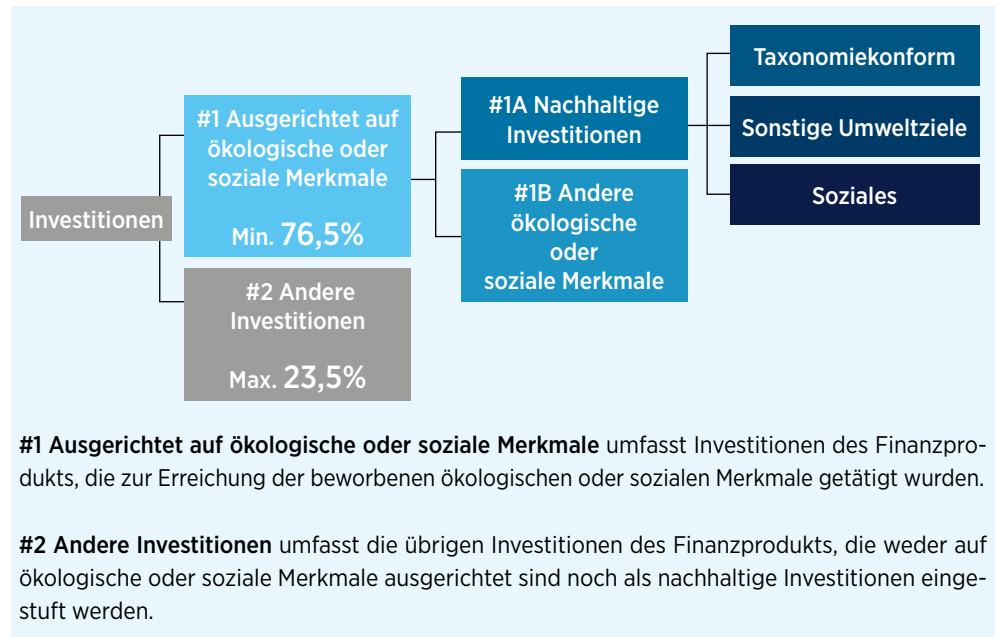 Investitionen
#1 Ausgerichtet auf
ökologische oder
soziale Merkmale
Min. 76,5%
#2 Andere
Investitionen
Max. 23,5%
#1A Nachhaltige
Investitionen
#1B Andere
ökologische
oder
soziale Merkmale
Taxonomiekonform
Sonstige Umweltziele
Soziales
#1 Ausgerichtet auf ökologische oder soziale Merkmale umfasst Investitionen des Finanzpro-
dukts, die zur Erreichung der beworbenen ökologischen oder sozialen Merkmale getätigt wurden.
#2 Andere Investitionen umfasst die übrigen Investitionen des Finanzprodukts, die weder auf
ökologische oder soziale Merkmale ausgerichtet sind noch als nachhaltige Investitionen einge-
stuft werden.